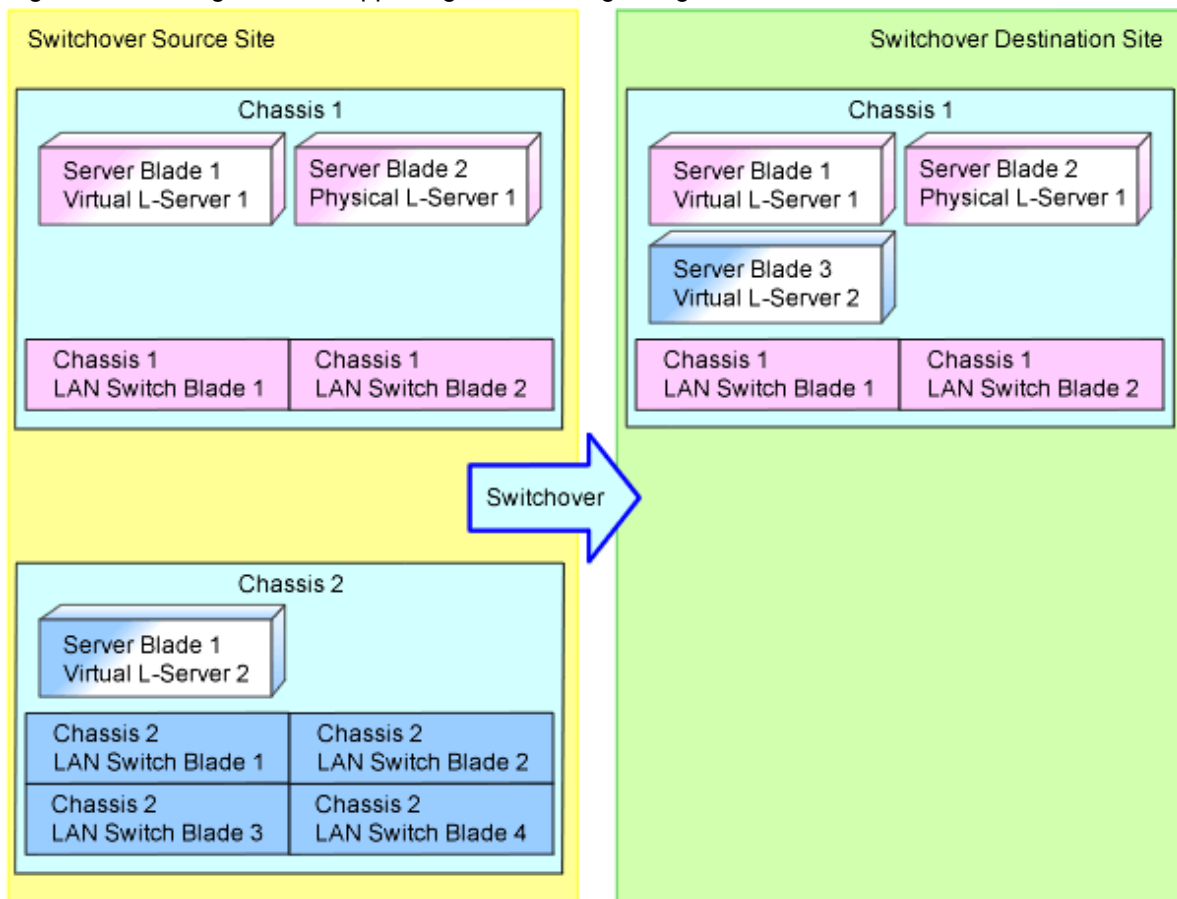 Switchover Source Site
Chassis 1
Server Blade 1
Virtual L-Server 1
Server Blade 2
Physical L-Server 1
Chassis 1
LAN Switch Blade 1
Chassis 1
LAN Switch Blade 2
Chassis 2
Server Blade 1
Virtual L-Server 2
Chassis 2
LAN Switch Blade 1
Chassis 2
LAN Switch Blade 2
Chassis 2
LAN Switch Blade 3
Chassis 2
LAN Switch Blade 4
Switchover
Switchover Destination Site
Chassis 1
Server Blade 1
Virtual L-Server 1
Server Blade 2
Physical L-Server 1
Server Blade 3
Virtual L-Server 2
Chassis 1
LAN Switch Blade 1
Chassis 1
LAN Switch Blade 2